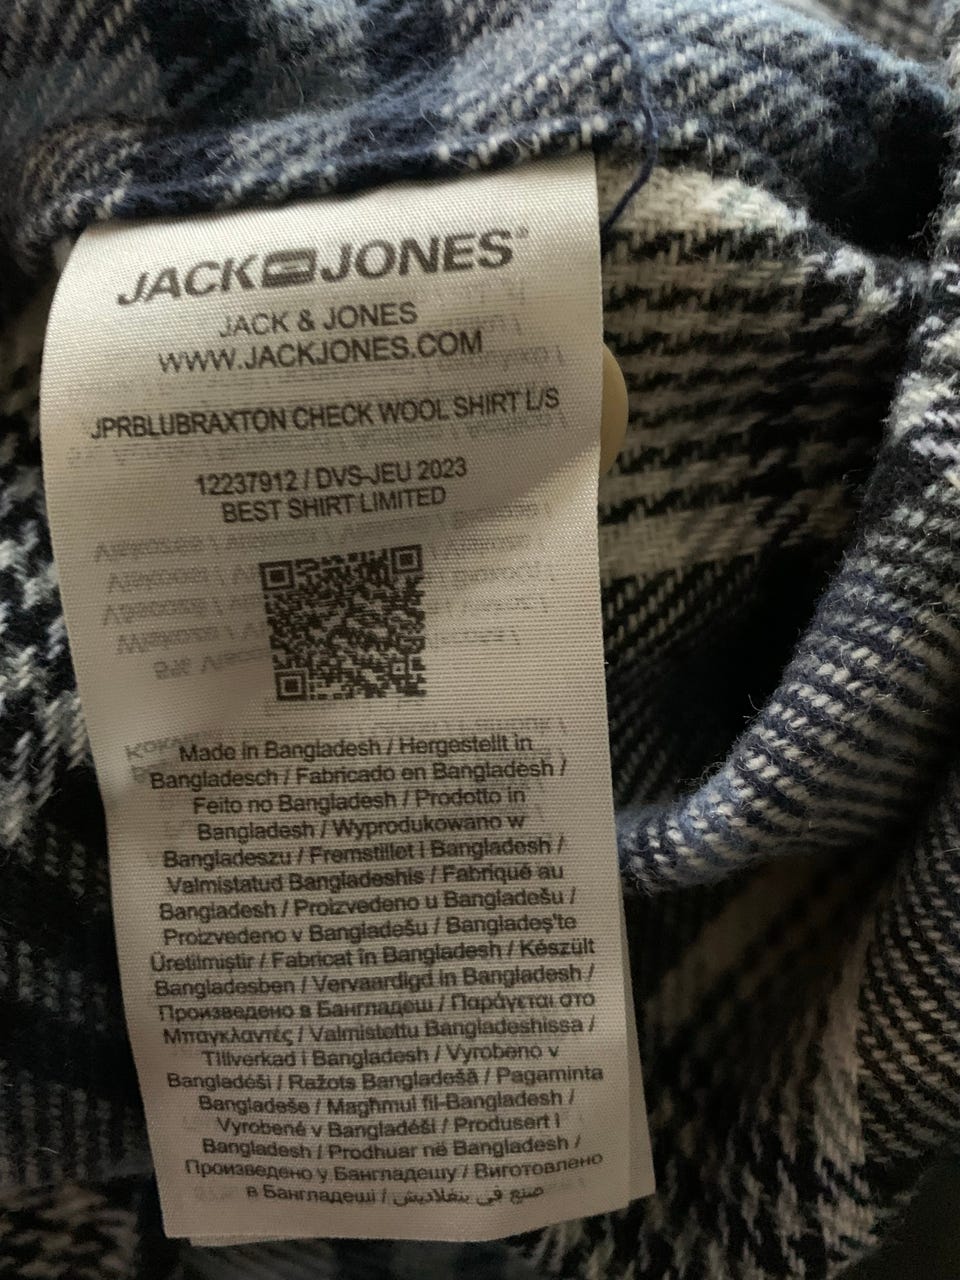 JACK JONES®
JACK & JONES
WWW.JACKJONES.COM
JPRBLUBRAXTON CHECK WOOL SHIRT L/S
12237912 / DVS-JEU 2023
BEST SHIRT LIMITED
Made in Bangladesh / Hergestellt in
Bangladesch / Fabricado en Bangladesh /
Feito no Bangladesh / Prodotto in
Bangladesh / Wyprodukowano w
Bangladeszu / Fremstillet i Bangladesh /
Valmistatud Bangladeshis / Fabriqué au
Bangladesh / Proizvedeno u Bangladešu /
Proizvedeno v Bangladešu / Bangladeş'te
Üretilmiştir / Fabricat în Bangladesh / Készült
Bangladesben / Vervaardigd in Bangladesh /
Произведено в Бангладеш / Παράγεται στο
Μπαγκλαντές / Valmistettu Bangladeshissa /
Tillverkad i Bangladesh / Vyrobeno v
Bangladéši / Ražots Bangladešā / Pagaminta
Bangladeše / Magħmul fil-Bangladesh /
Vyrobené v Bangladéši / Produsert i
Bangladesh / Prodhuar në Bangladesh /
Произведено у Бангладешу / Виготовлено
в Бангладеші / صنع في بنغلاديش